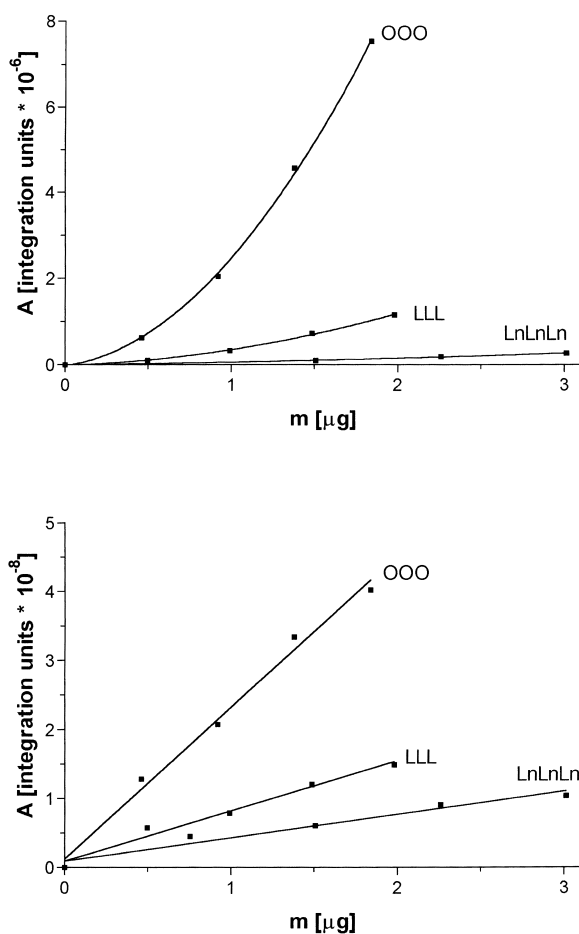 A [integration units * 10⁻⁶]
8
6
4
2
0
OOO
LLL
LnLnLn
0 1 2 3
m [μg]
A [integration units * 10⁻⁸]
5
4
3
2
1
0
OOO
LLL
LnLnLn
0 1 2 3
m [μg]